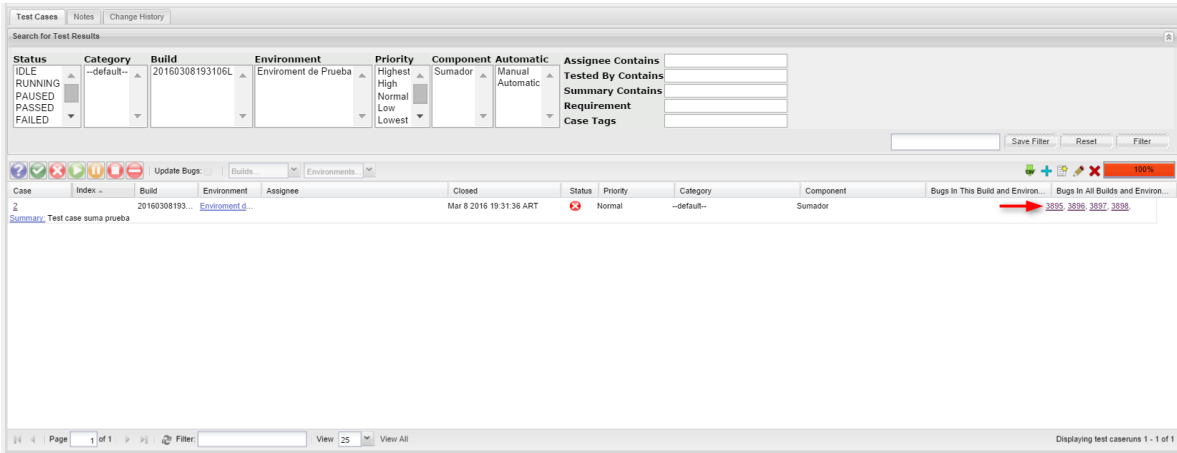 Test Cases Notes Change History
Search for Test Results
Status Category Build Environment Priority Component Automatic Assignee Contains
IDLE --default-- 20160308193106L Enviroment de Prueba Highest Sumador Manual Tested By Contains
RUNNING High Automatic Summary Contains
PAUSED Normal Requirement
PASSED Low Case Tags
FAILED Lowest
Save Filter Reset Filter
Update Bugs: Builds... Environments... 100%
Case Index Build Environment Assignee Closed Status Priority Category Component Bugs In This Build and Environ... Bugs In All Builds and Environ...
2 20160308193... Enviroment d... Mar 8 2016 19:31:36 ART Normal --default-- Sumador 3895, 3896, 3897, 3898,
Summary: Test case suma prueba
Page 1 of 1 Filter: View 25 View All Displaying test caseruns 1 - 1 of 1